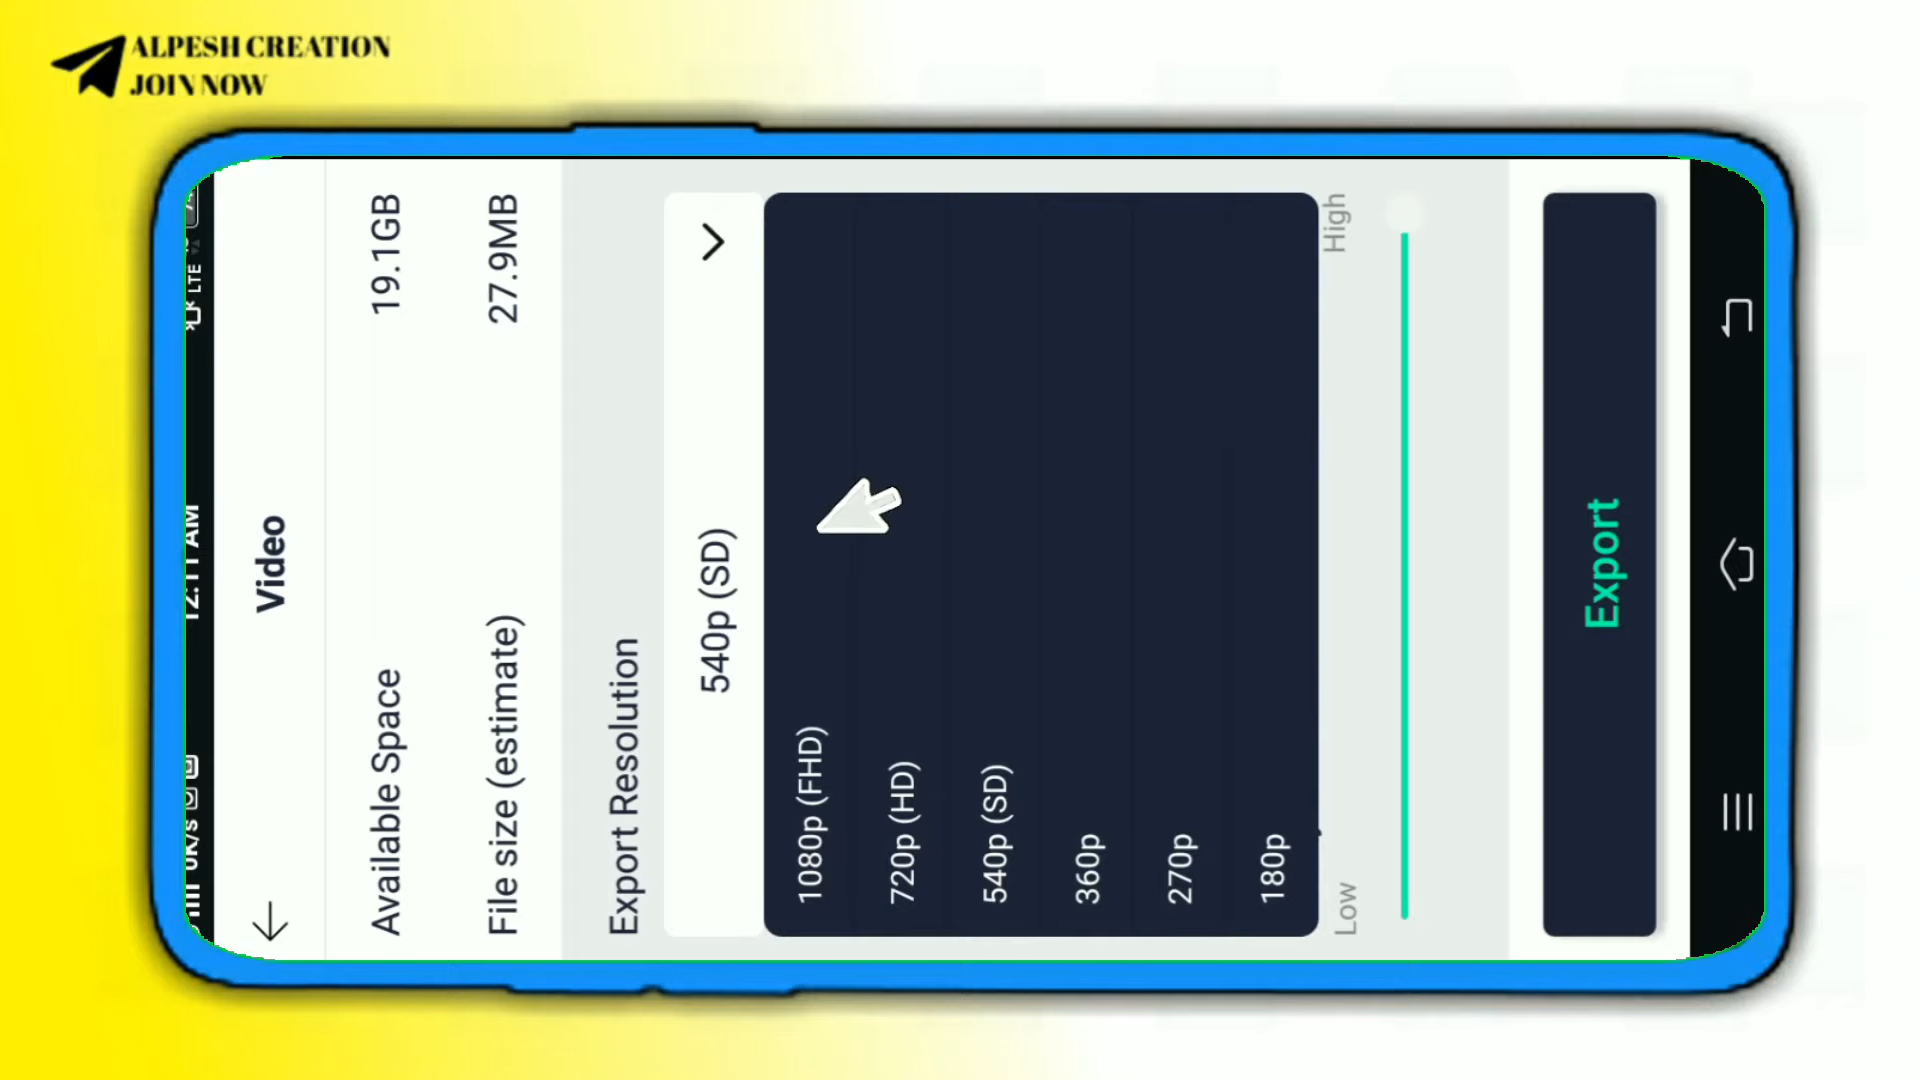 ALPESH CREATION
JOIN NOW
LTE
Video
Available Space 19.1GB
File size (estimate) 27.9MB
Export Resolution
540p (SD)
1080p (FHD)
720p (HD)
540p (SD)
360p
270p
180p
Low High
Export